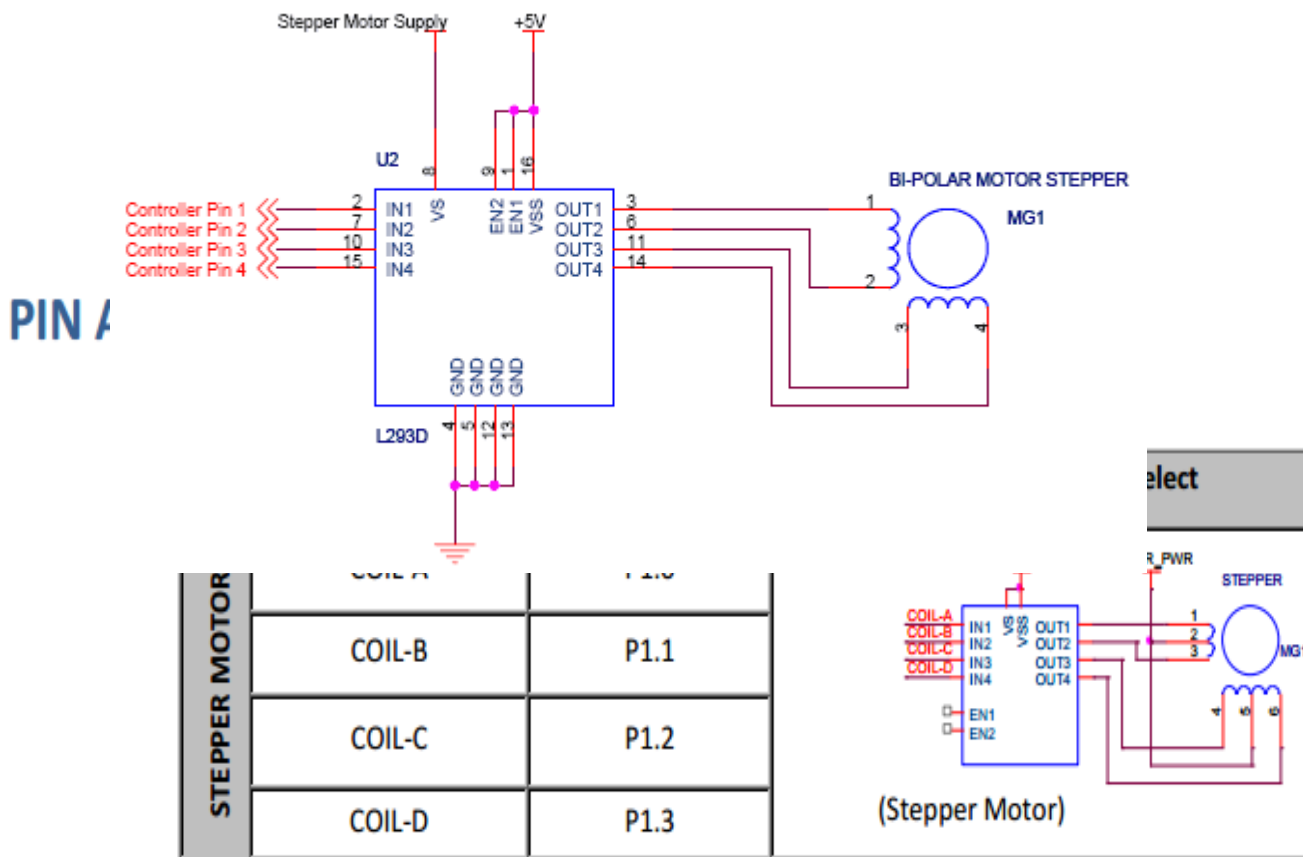 Stepper Motor Supply +5V
U2
8 9 1 16
BI-POLAR MOTOR STEPPER
MG1
Controller Pin 1 2 IN1 VS EN2 EN1 VSS OUT1 3 1
Controller Pin 2 7 IN2 OUT2 6
Controller Pin 3 10 IN3 OUT3 11
Controller Pin 4 15 IN4 OUT4 14 2
PIN
3 4
GND GND GND GND
L293D 4 5 12 13
elect
R_PWR
STEPPER
STEPPER MOTOR
COIL-A P1.0
COIL-B P1.1
COIL-C P1.2
COIL-D P1.3
COIL-A IN1 VS VSS OUT1 1
COIL-B IN2 OUT2 2
COIL-C IN3 OUT3 3 MG1
COIL-D IN4 OUT4
4 5 6
EN1
EN2
(Stepper Motor)